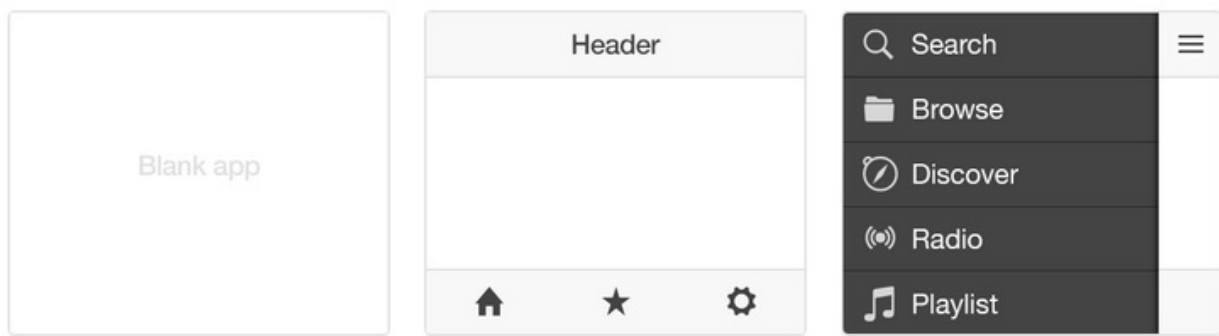 Blank app
Header
Search
Browse
Discover
Radio
Playlist